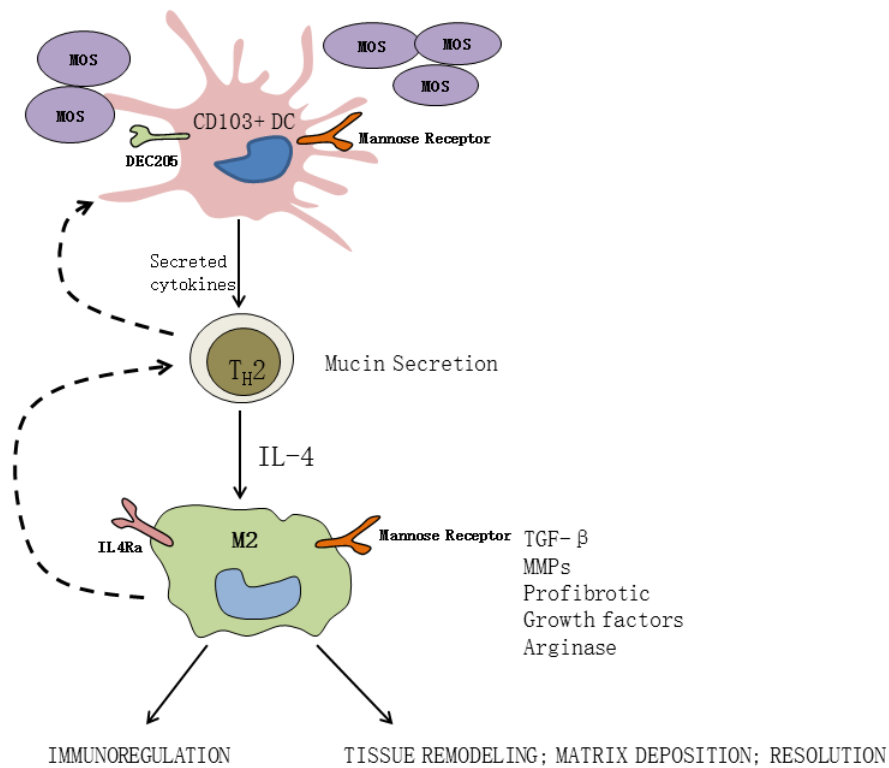 MOS
MOS
MOS
MOS
MOS
CD103+ DC
DEC205
Mannose Receptor
Secreted
cytokines
TH2
Mucin Secretion
IL-4
IL4Ra
M2
Mannose Receptor
TGF-β
MMPs
Profibrotic
Growth factors
Arginase
IMMUNOREGULATION
TISSUE REMODELING; MATRIX DEPOSITION; RESOLUTION